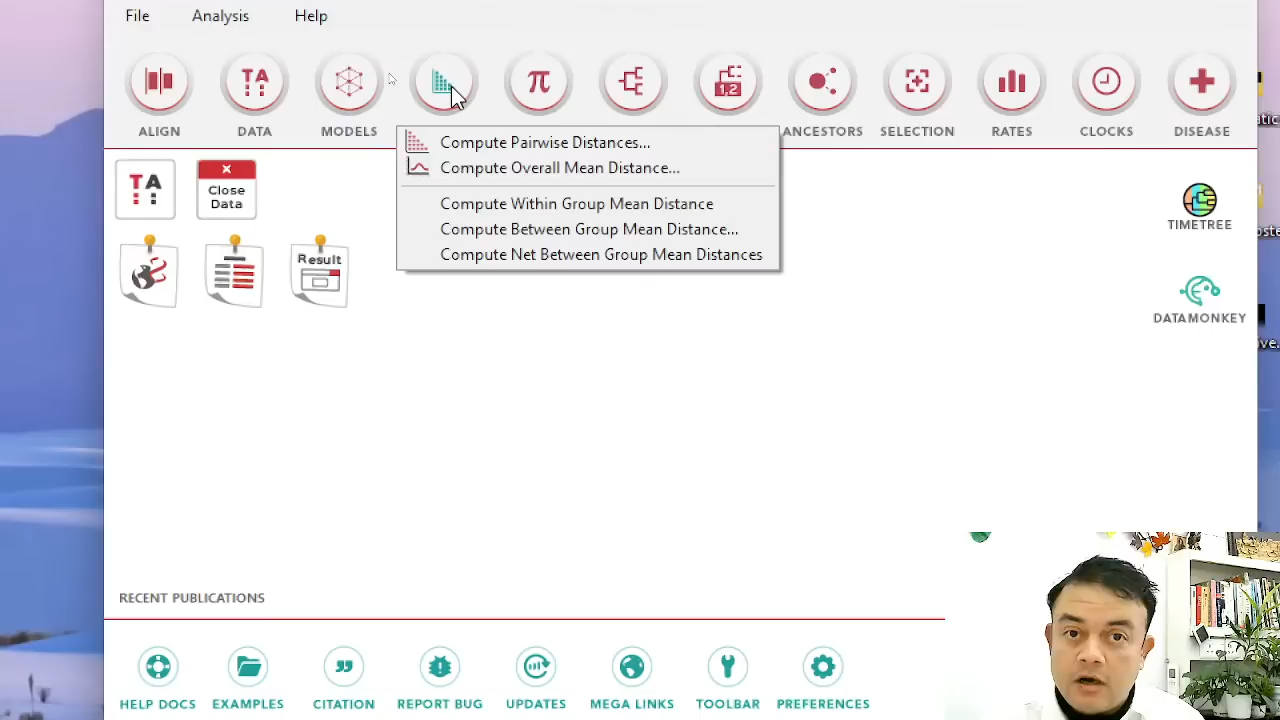 File Analysis Help
ALIGN DATA MODELS ANCESTORS SELECTION RATES CLOCKS DISEASE
Compute Pairwise Distances...
Compute Overall Mean Distance...
Compute Within Group Mean Distance
Compute Between Group Mean Distance...
Compute Net Between Group Mean Distances
TA
Close
Data
Result
TIMETREE
DATAMONKEY
RECENT PUBLICATIONS
HELP DOCS EXAMPLES CITATION REPORT BUG UPDATES MEGA LINKS TOOLBAR PREFERENCES